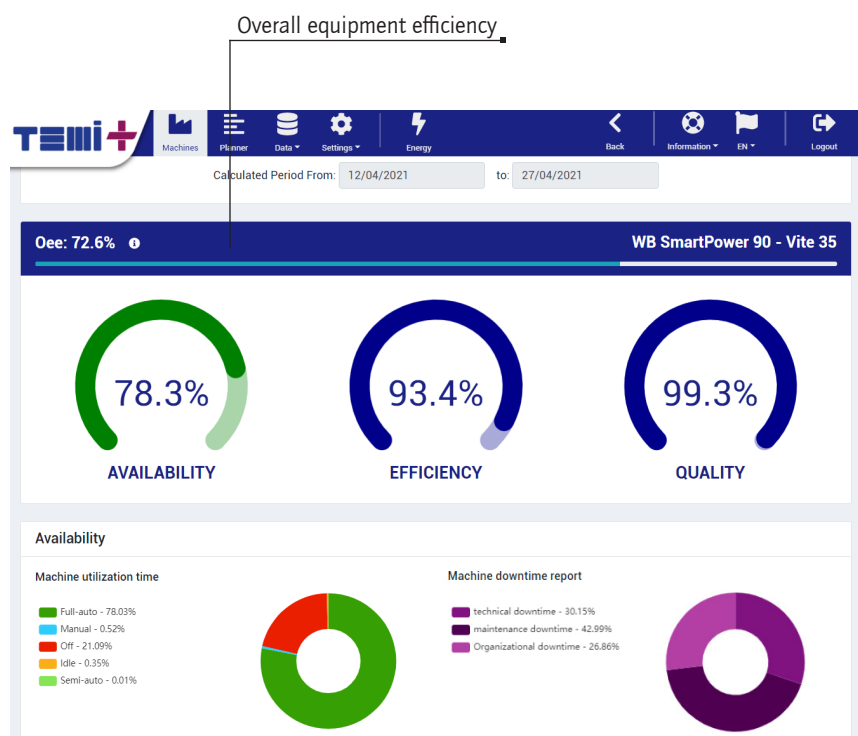 Overall equipment efficiency
TEMI+
Machines
Planner
Data
Settings
Energy
Back
Information
EN
Logout
Calculated Period From: 12/04/2021 to: 27/04/2021
Oee: 72.6%
WB SmartPower 90 - Vite 35
78.3%
93.4%
99.3%
AVAILABILITY
EFFICIENCY
QUALITY
Availability
Machine utilization time
Full-auto - 78.03%
Manual - 0.52%
Off - 21.09%
Idle - 0.35%
Semi-auto - 0.01%
Machine downtime report
technical downtime - 30.15%
maintenance downtime - 42.99%
Organizational downtime - 26.86%